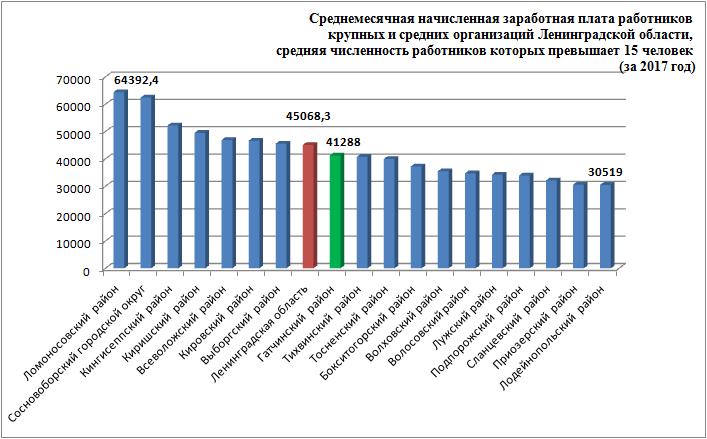 Среднемесячная начисленная заработная плата работников
крупных и средних организаций Ленинградской области,
средняя численность работников которых превышает 15 человек
(за 2017 год)
70000
60000
50000
40000
30000
20000
10000
0
64392,4
45068,3
41288
30519
Ломоносовский район
Сосновоборский городской округ
Кингисеппский район
Киришский район
Всеволожский район
Кировский район
Выборгский район
Ленинградская область
Гатчинский район
Тихвинский район
Тосненский район
Бокситогорский район
Волховский район
Волосовский район
Лужский район
Подпорожский район
Сланцевский район
Приозерский район
Лодейнопольский район